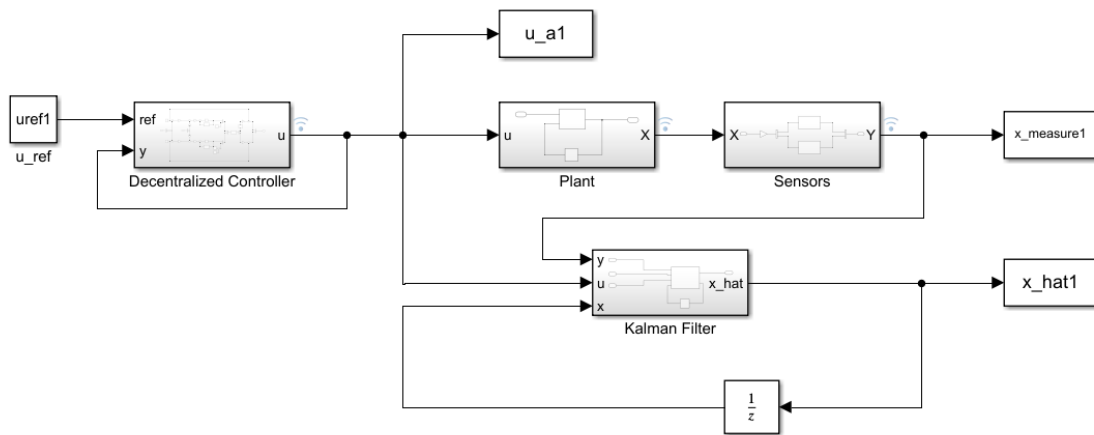 u_a1
uref1
u_ref
ref
y
u
Decentralized Controller
u
X
Plant
X
Y
Sensors
x_measure1
y
u
x
x_hat
Kalman Filter
x_hat1
1
z